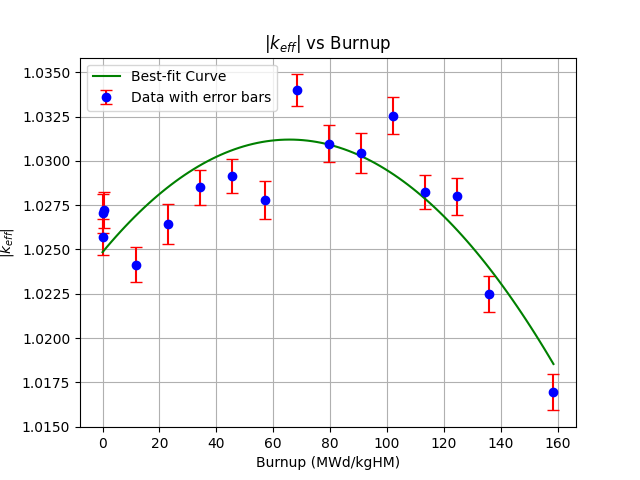 |k_eff| vs Burnup
Best-fit Curve
Data with error bars
1.0350
1.0325
1.0300
1.0275
1.0250
1.0225
1.0200
1.0175
1.0150
|k_eff|
0 20 40 60 80 100 120 140 160
Burnup (MWd/kgHM)